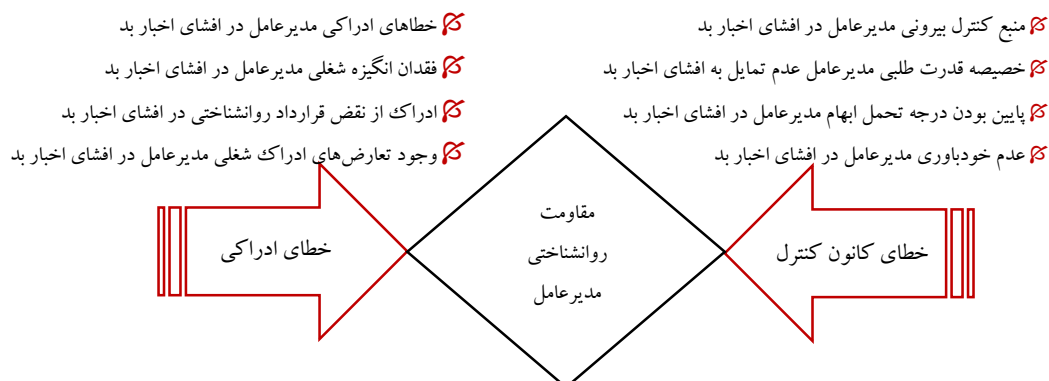 منبع کنترل بیرونی مدیرعامل در افشای اخبار بد
خصیصه قدرت طلبی مدیرعامل عدم تمایل به افشای اخبار بد
پایین بودن درجه تحمل ابهام مدیرعامل در افشای اخبار بد
عدم خودباوری مدیرعامل در افشای اخبار بد
خطاهای ادراکی مدیرعامل در افشای اخبار بد
فقدان انگیزه شغلی مدیرعامل در افشای اخبار بد
ادراک از نقض قرارداد روانشناختی در افشای اخبار بد
وجود تعارض‌های ادراک شغلی مدیرعامل در افشای اخبار بد
خطای کانون کنترل
مقاومت
روانشناختی
مدیرعامل
خطای ادراکی